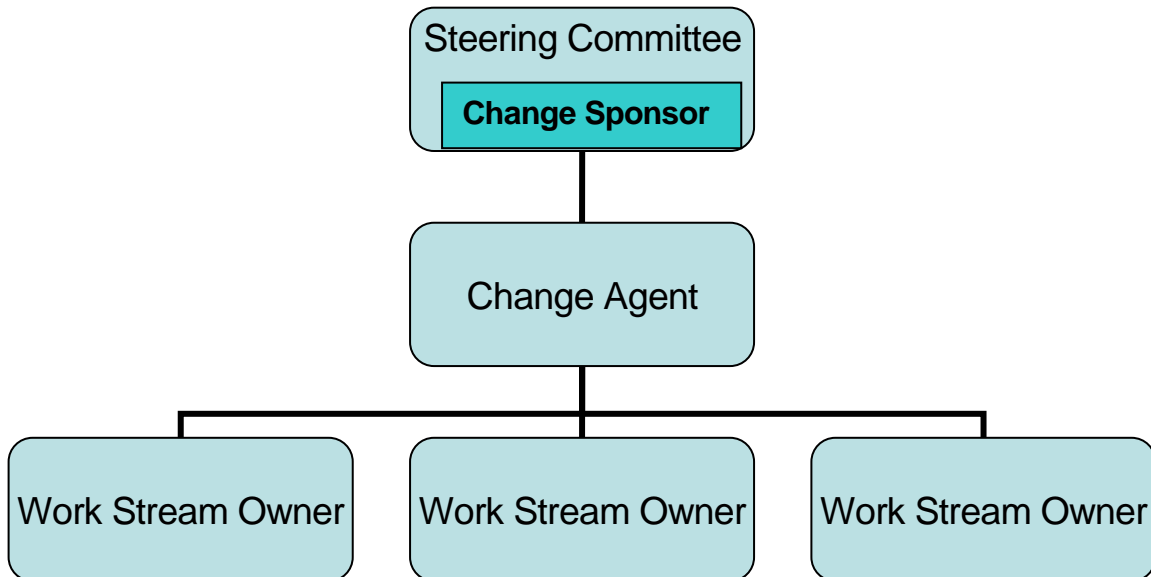 Steering Committee
Change Sponsor
Change Agent
Work Stream Owner
Work Stream Owner
Work Stream Owner